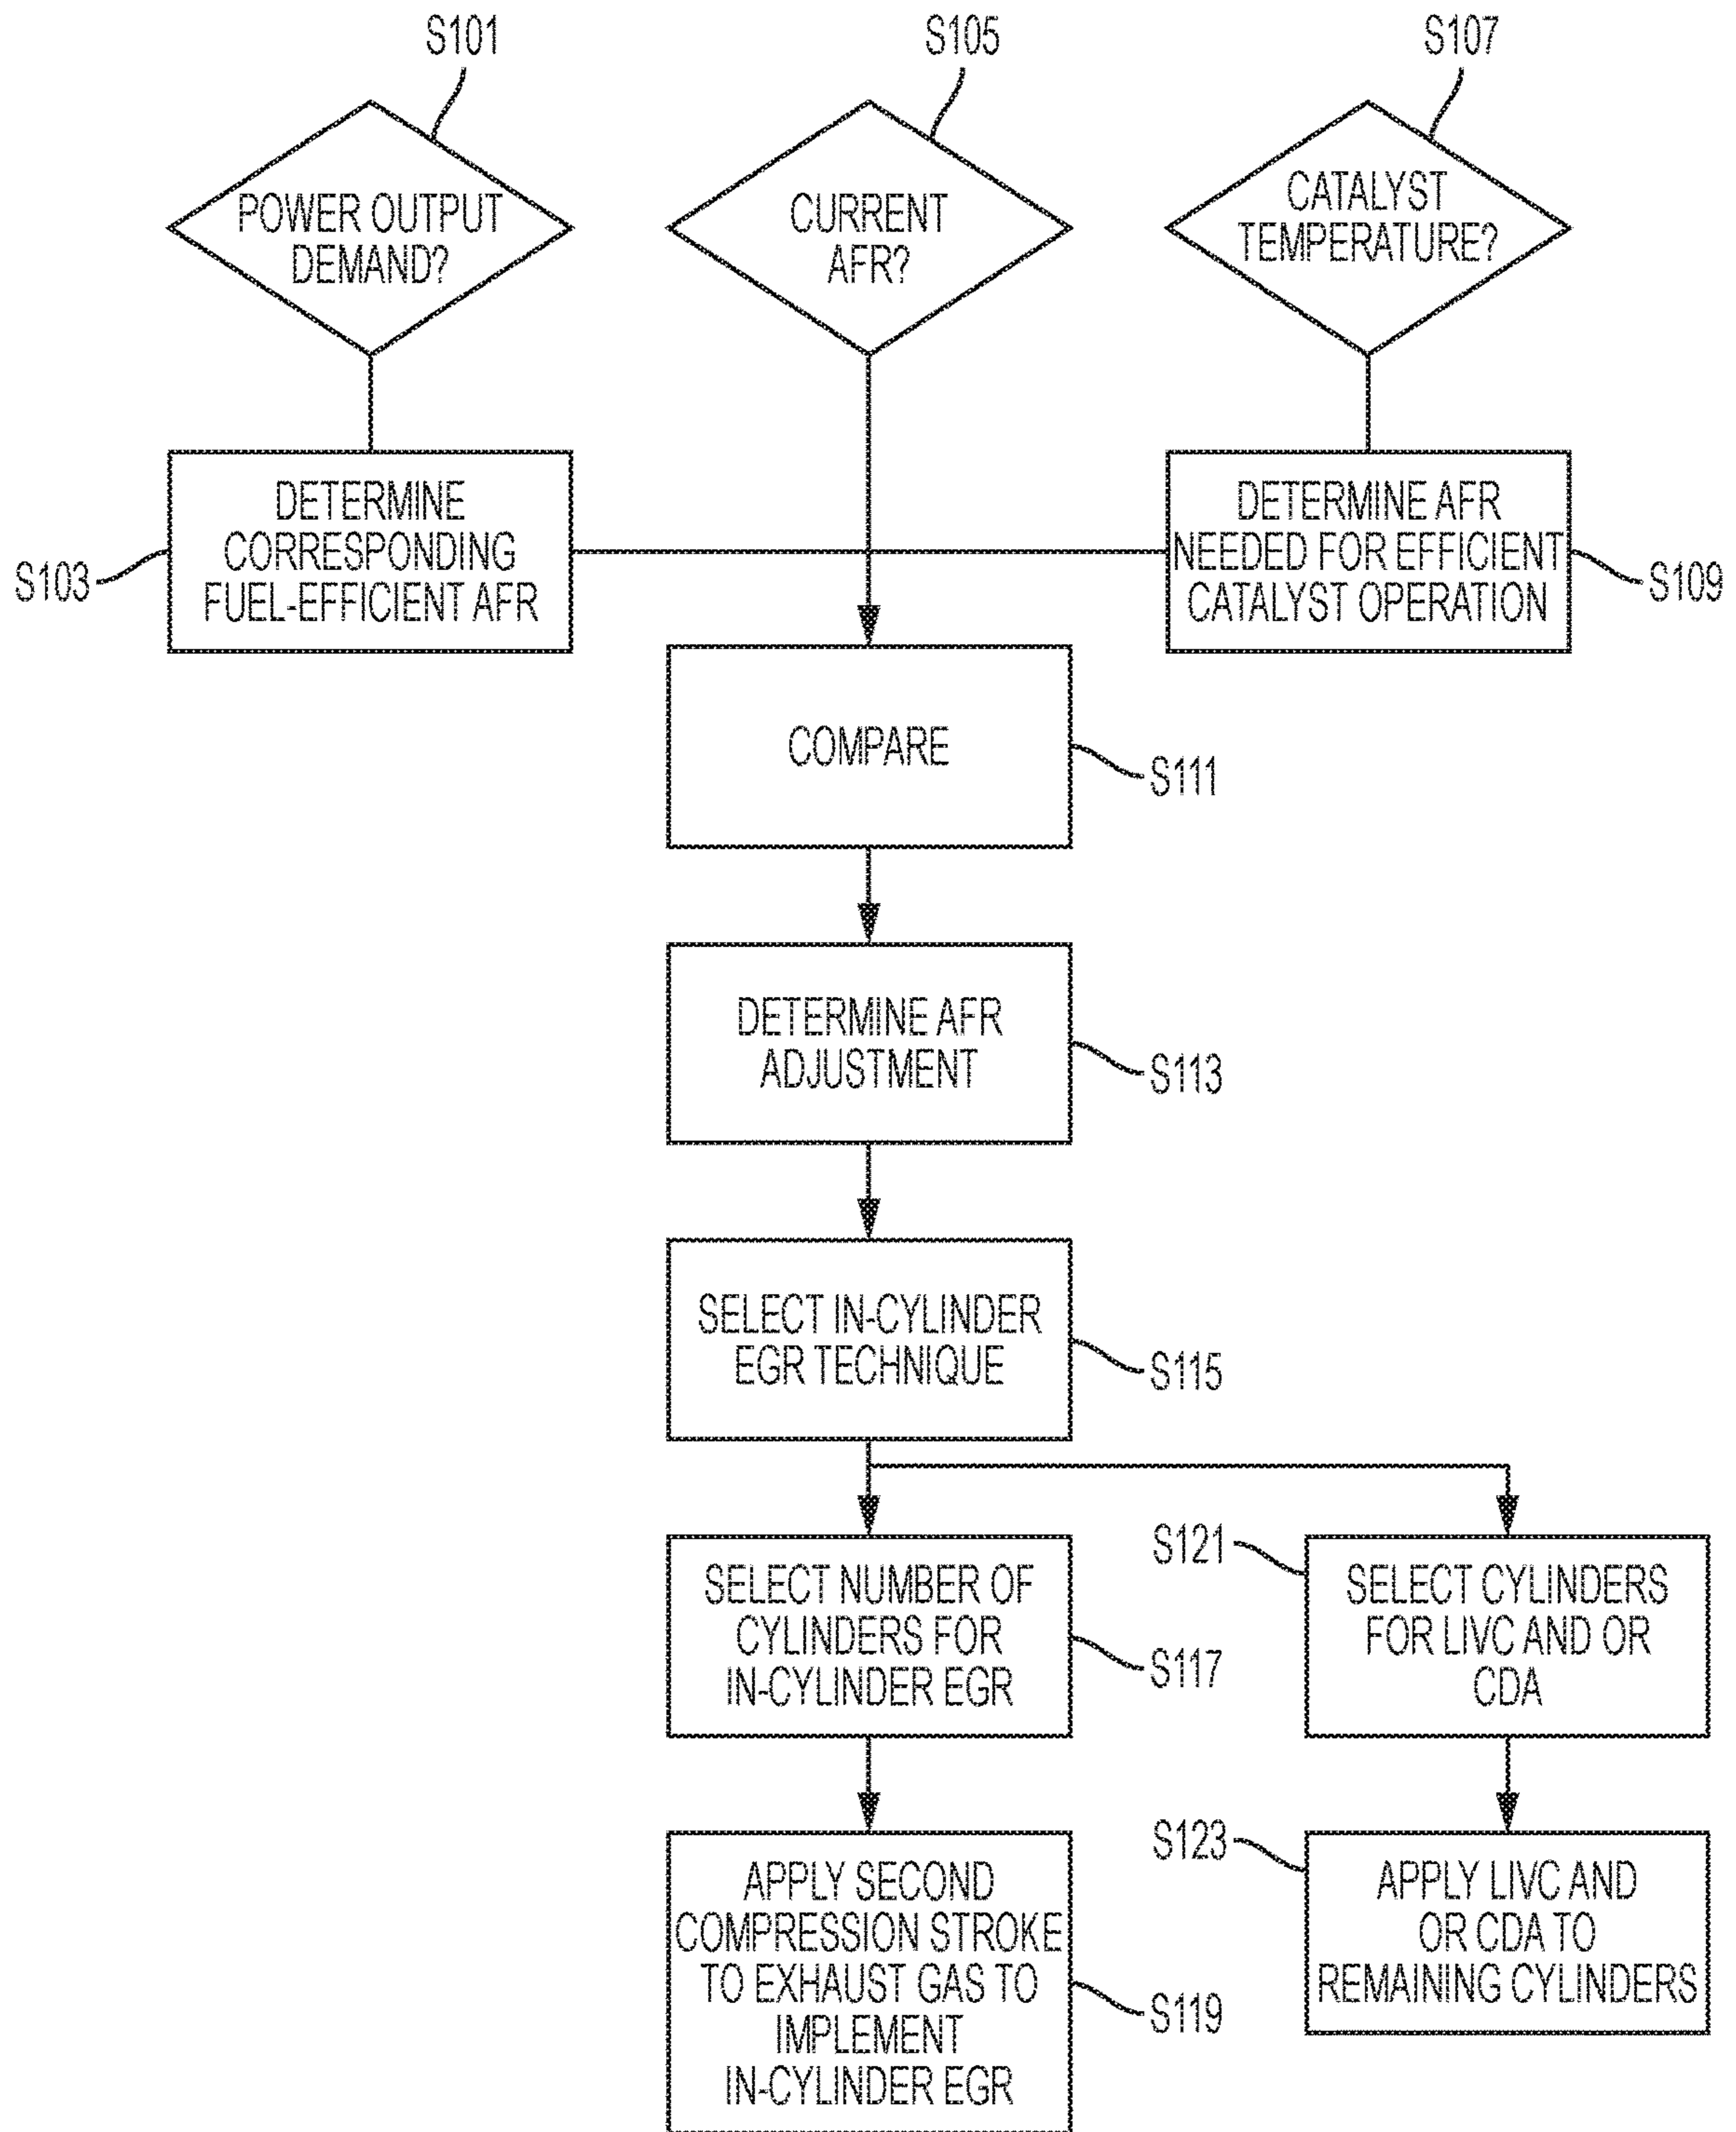 S101
S105
S107
POWER OUTPUT
DEMAND?
CURRENT
AFR?
CATALYST
TEMPERATURE?
DETERMINE
CORRESPONDING
FUEL-EFFICIENT AFR
S103
DETERMINE AFR
NEEDED FOR EFFICIENT
CATALYST OPERATION
S109
COMPARE
S111
DETERMINE AFR
ADJUSTMENT
S113
SELECT IN-CYLINDER
EGR TECHNIQUE
S115
SELECT NUMBER OF
CYLINDERS FOR
IN-CYLINDER EGR
S117
S121
SELECT CYLINDERS
FOR LIVC AND OR
CDA
APPLY SECOND
COMPRESSION STROKE
TO EXHAUST GAS TO
IMPLEMENT
IN-CYLINDER EGR
S119
S123
APPLY LIVC AND
OR CDA TO
REMAINING CYLINDERS